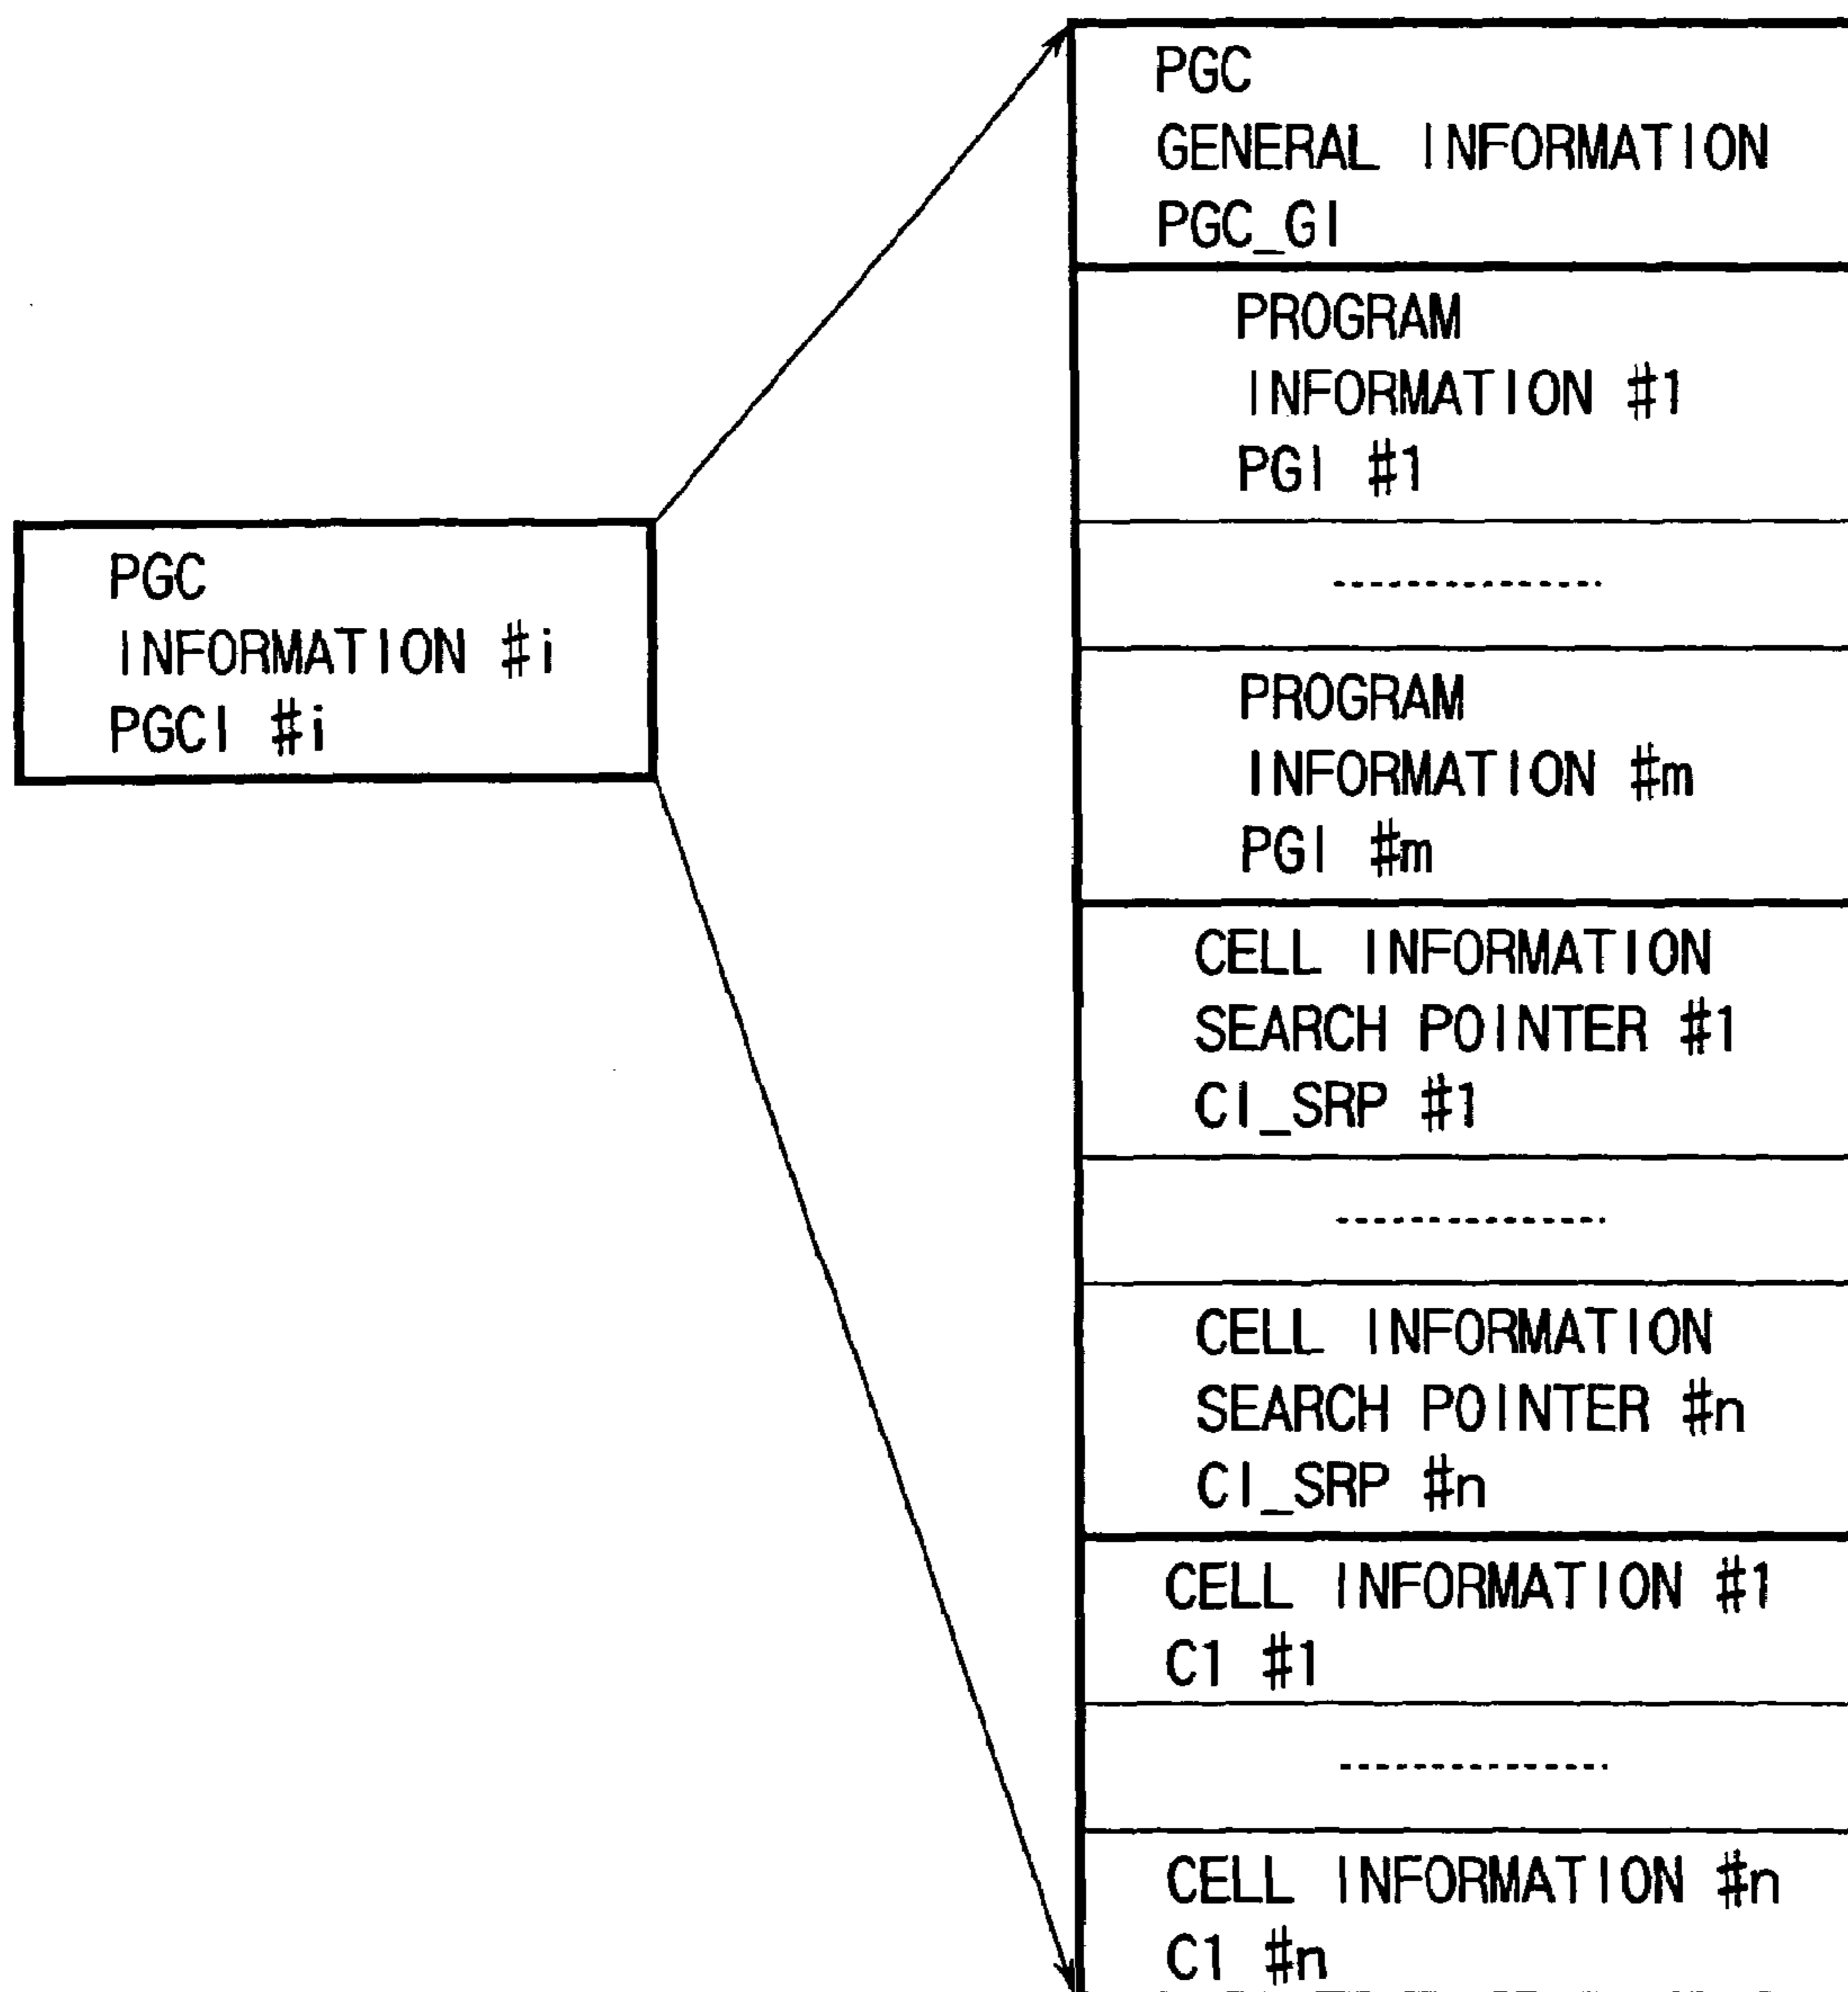 PGC
INFORMATION #i
PGCI #i
PGC
GENERAL INFORMATION
PGC_GI
PROGRAM
INFORMATION #1
PGI #1
PROGRAM
INFORMATION #m
PGI #m
CELL INFORMATION
SEARCH POINTER #1
CI_SRP #1
CELL INFORMATION
SEARCH POINTER #n
CI_SRP #n
CELL INFORMATION #1
C1 #1
CELL INFORMATION #n
C1 #n